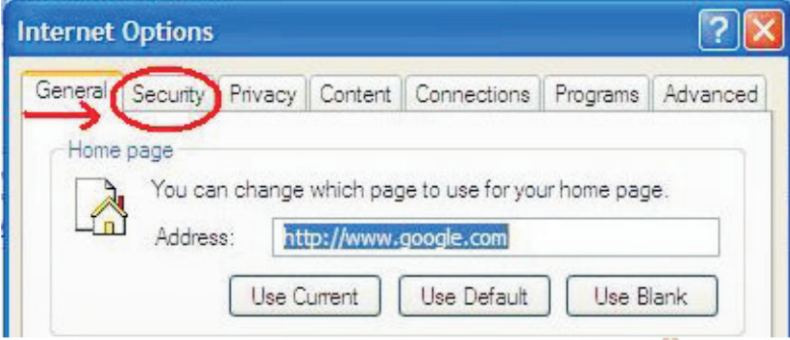 Internet Options
?
General Security Privacy Content Connections Programs Advanced
Home page
You can change which page to use for your home page.
Address: http://www.google.com
Use Current Use Default Use Blank